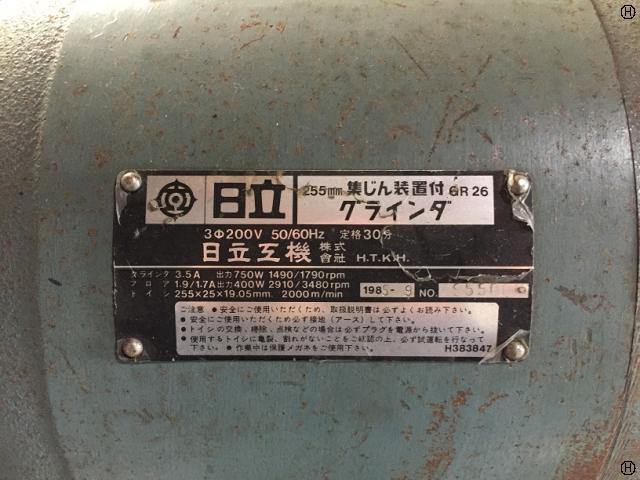 日立
255mm 集じん装置付 GR26
グラインダ
3Φ200V 50/60Hz 定格30分
日立互機 株式會社 H.T.K.H.
グラインダ 3.5A 出力750W 1490/1790rpm
ブロア 1.9/1.7A 出力400W 2910/3480rpm
トイシ 255×25×19.05mm 2000m/min
1985-9 NO.
ご注意 ●安全にご使用いただくため、取扱説明書は必ずよくお読み下さい。
●安全にご使用いただくため必ず接地(アース)して下さい。
●トイシの交換、掃除、点検などの場合は必ずプラグを電源から抜いて下さい。
●使用するトイシに亀裂、割れがないことをご確認の上、必ず試運転を行なって
下さい。●作業中は保護メガネをご使用下さい。
H383847
H
H